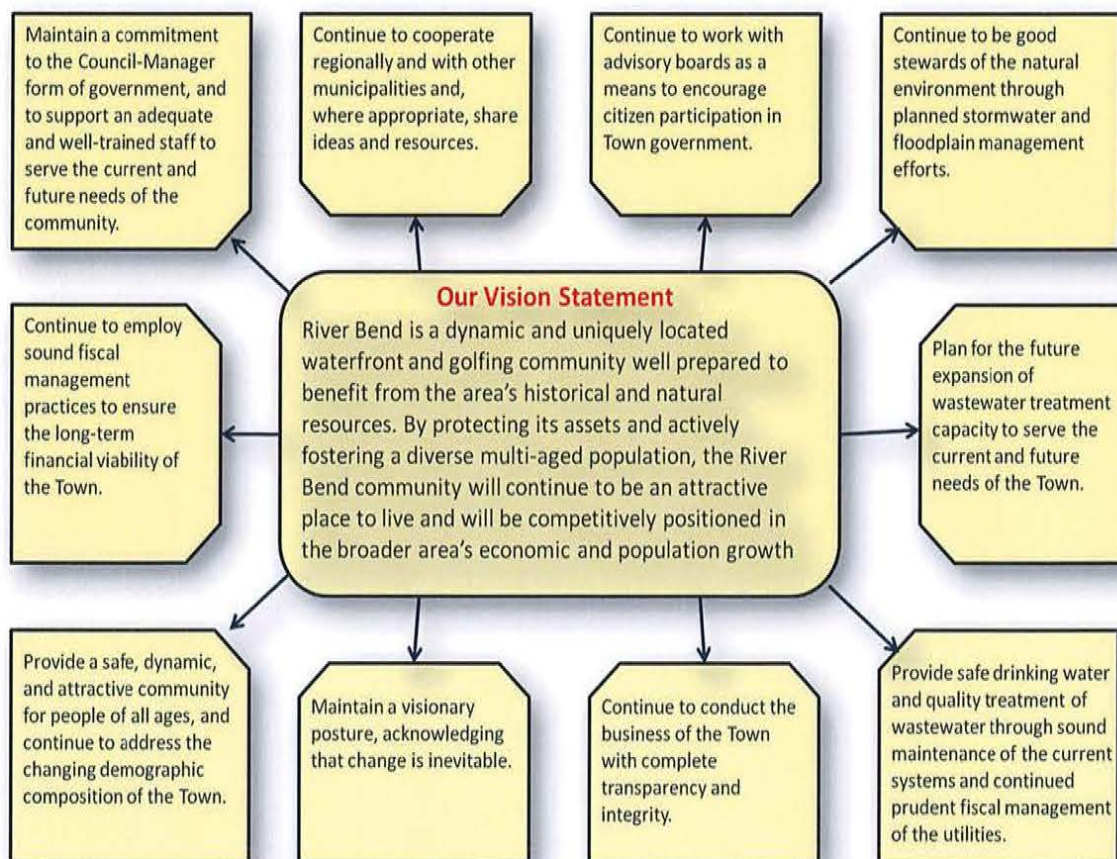 Maintain a commitment
to the Council-Manager
form of government, and
to support an adequate
and well-trained staff to
serve the current and
future needs of the
community.
Continue to cooperate
regionally and with other
municipalities and,
where appropriate, share
ideas and resources.
Continue to work with
advisory boards as a
means to encourage
citizen participation in
Town government.
Continue to be good
stewards of the natural
environment through
planned stormwater and
floodplain management
efforts.
Continue to employ
sound fiscal
management
practices to ensure
the long-term
financial viability of
the Town.
Our Vision Statement
River Bend is a dynamic and uniquely located
waterfront and golfing community well prepared to
benefit from the area's historical and natural
resources. By protecting its assets and actively
fostering a diverse multi-aged population, the River
Bend community will continue to be an attractive
place to live and will be competitively positioned in
the broader area's economic and population growth
Plan for the future
expansion of
wastewater treatment
capacity to serve the
current and future
needs of the Town.
Provide a safe, dynamic,
and attractive community
for people of all ages, and
continue to address the
changing demographic
composition of the Town.
Maintain a visionary
posture, acknowledging
that change is inevitable.
Continue to conduct the
business of the Town
with complete
transparency and
integrity.
Provide safe drinking water
and quality treatment of
wastewater through sound
maintenance of the current
systems and continued
prudent fiscal management
of the utilities.